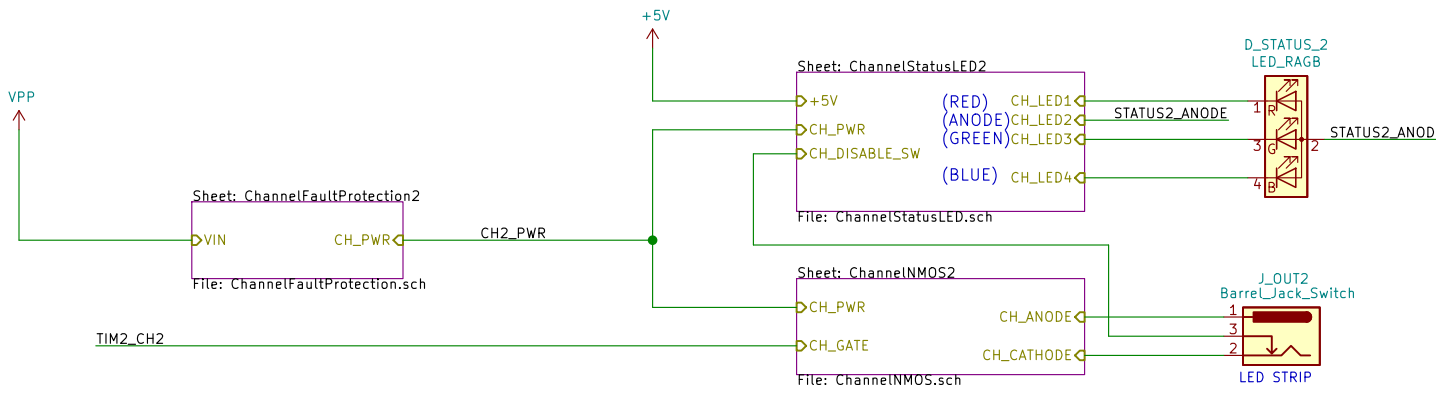 +5V
D_STATUS_2
LED_RAGB
Sheet: ChannelStatusLED2
VPP
+5V
(RED)
CH_LED1
1
R
CH_PWR
(ANODE)
CH_LED2
STATUS2_ANODE
CH_DISABLE_SW
(GREEN)
CH_LED3
3
G
2
STATUS2_ANOD
(BLUE)
CH_LED4
4
B
File: ChannelStatusLED.sch
Sheet: ChannelFaultProtection2
VIN
CH_PWR
CH2_PWR
File: ChannelFaultProtection.sch
Sheet: ChannelNMOS2
J_OUT2
Barrel_Jack_Switch
CH_PWR
CH_ANODE
1
3
TIM2_CH2
CH_GATE
CH_CATHODE
2
File: ChannelNMOS.sch
LED STRIP